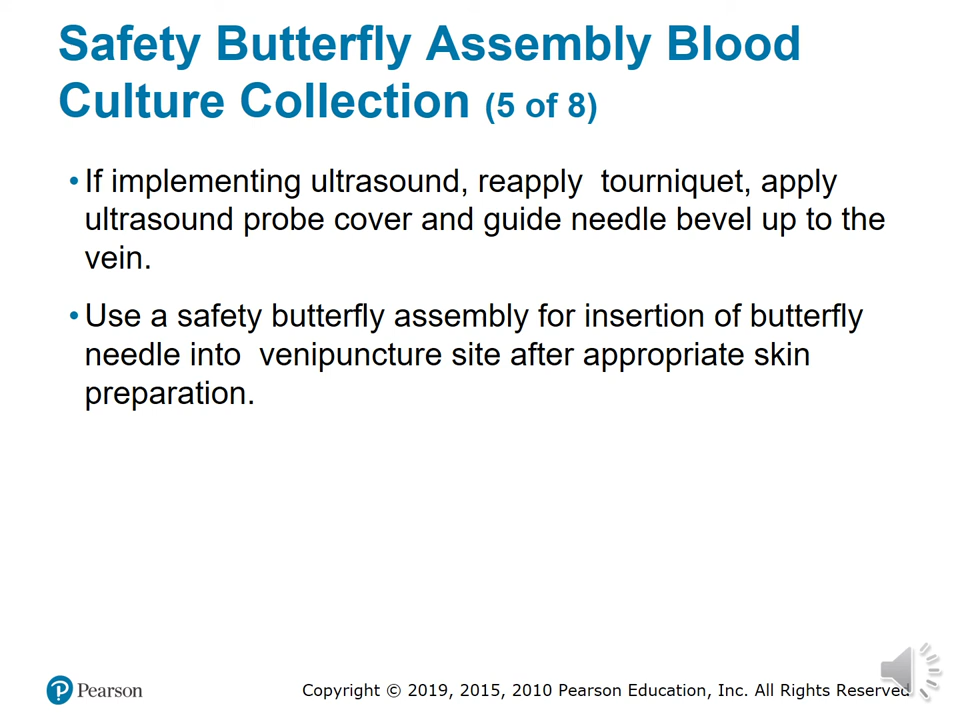 Safety Butterfly Assembly Blood
Culture Collection (5 of 8)
• If implementing ultrasound, reapply  tourniquet, apply
ultrasound probe cover and guide needle bevel up to the
vein.
• Use a safety butterfly assembly for insertion of butterfly
needle into  venipuncture site after appropriate skin
preparation.
Pearson
Copyright © 2019, 2015, 2010 Pearson Education, Inc. All Rights Reserved